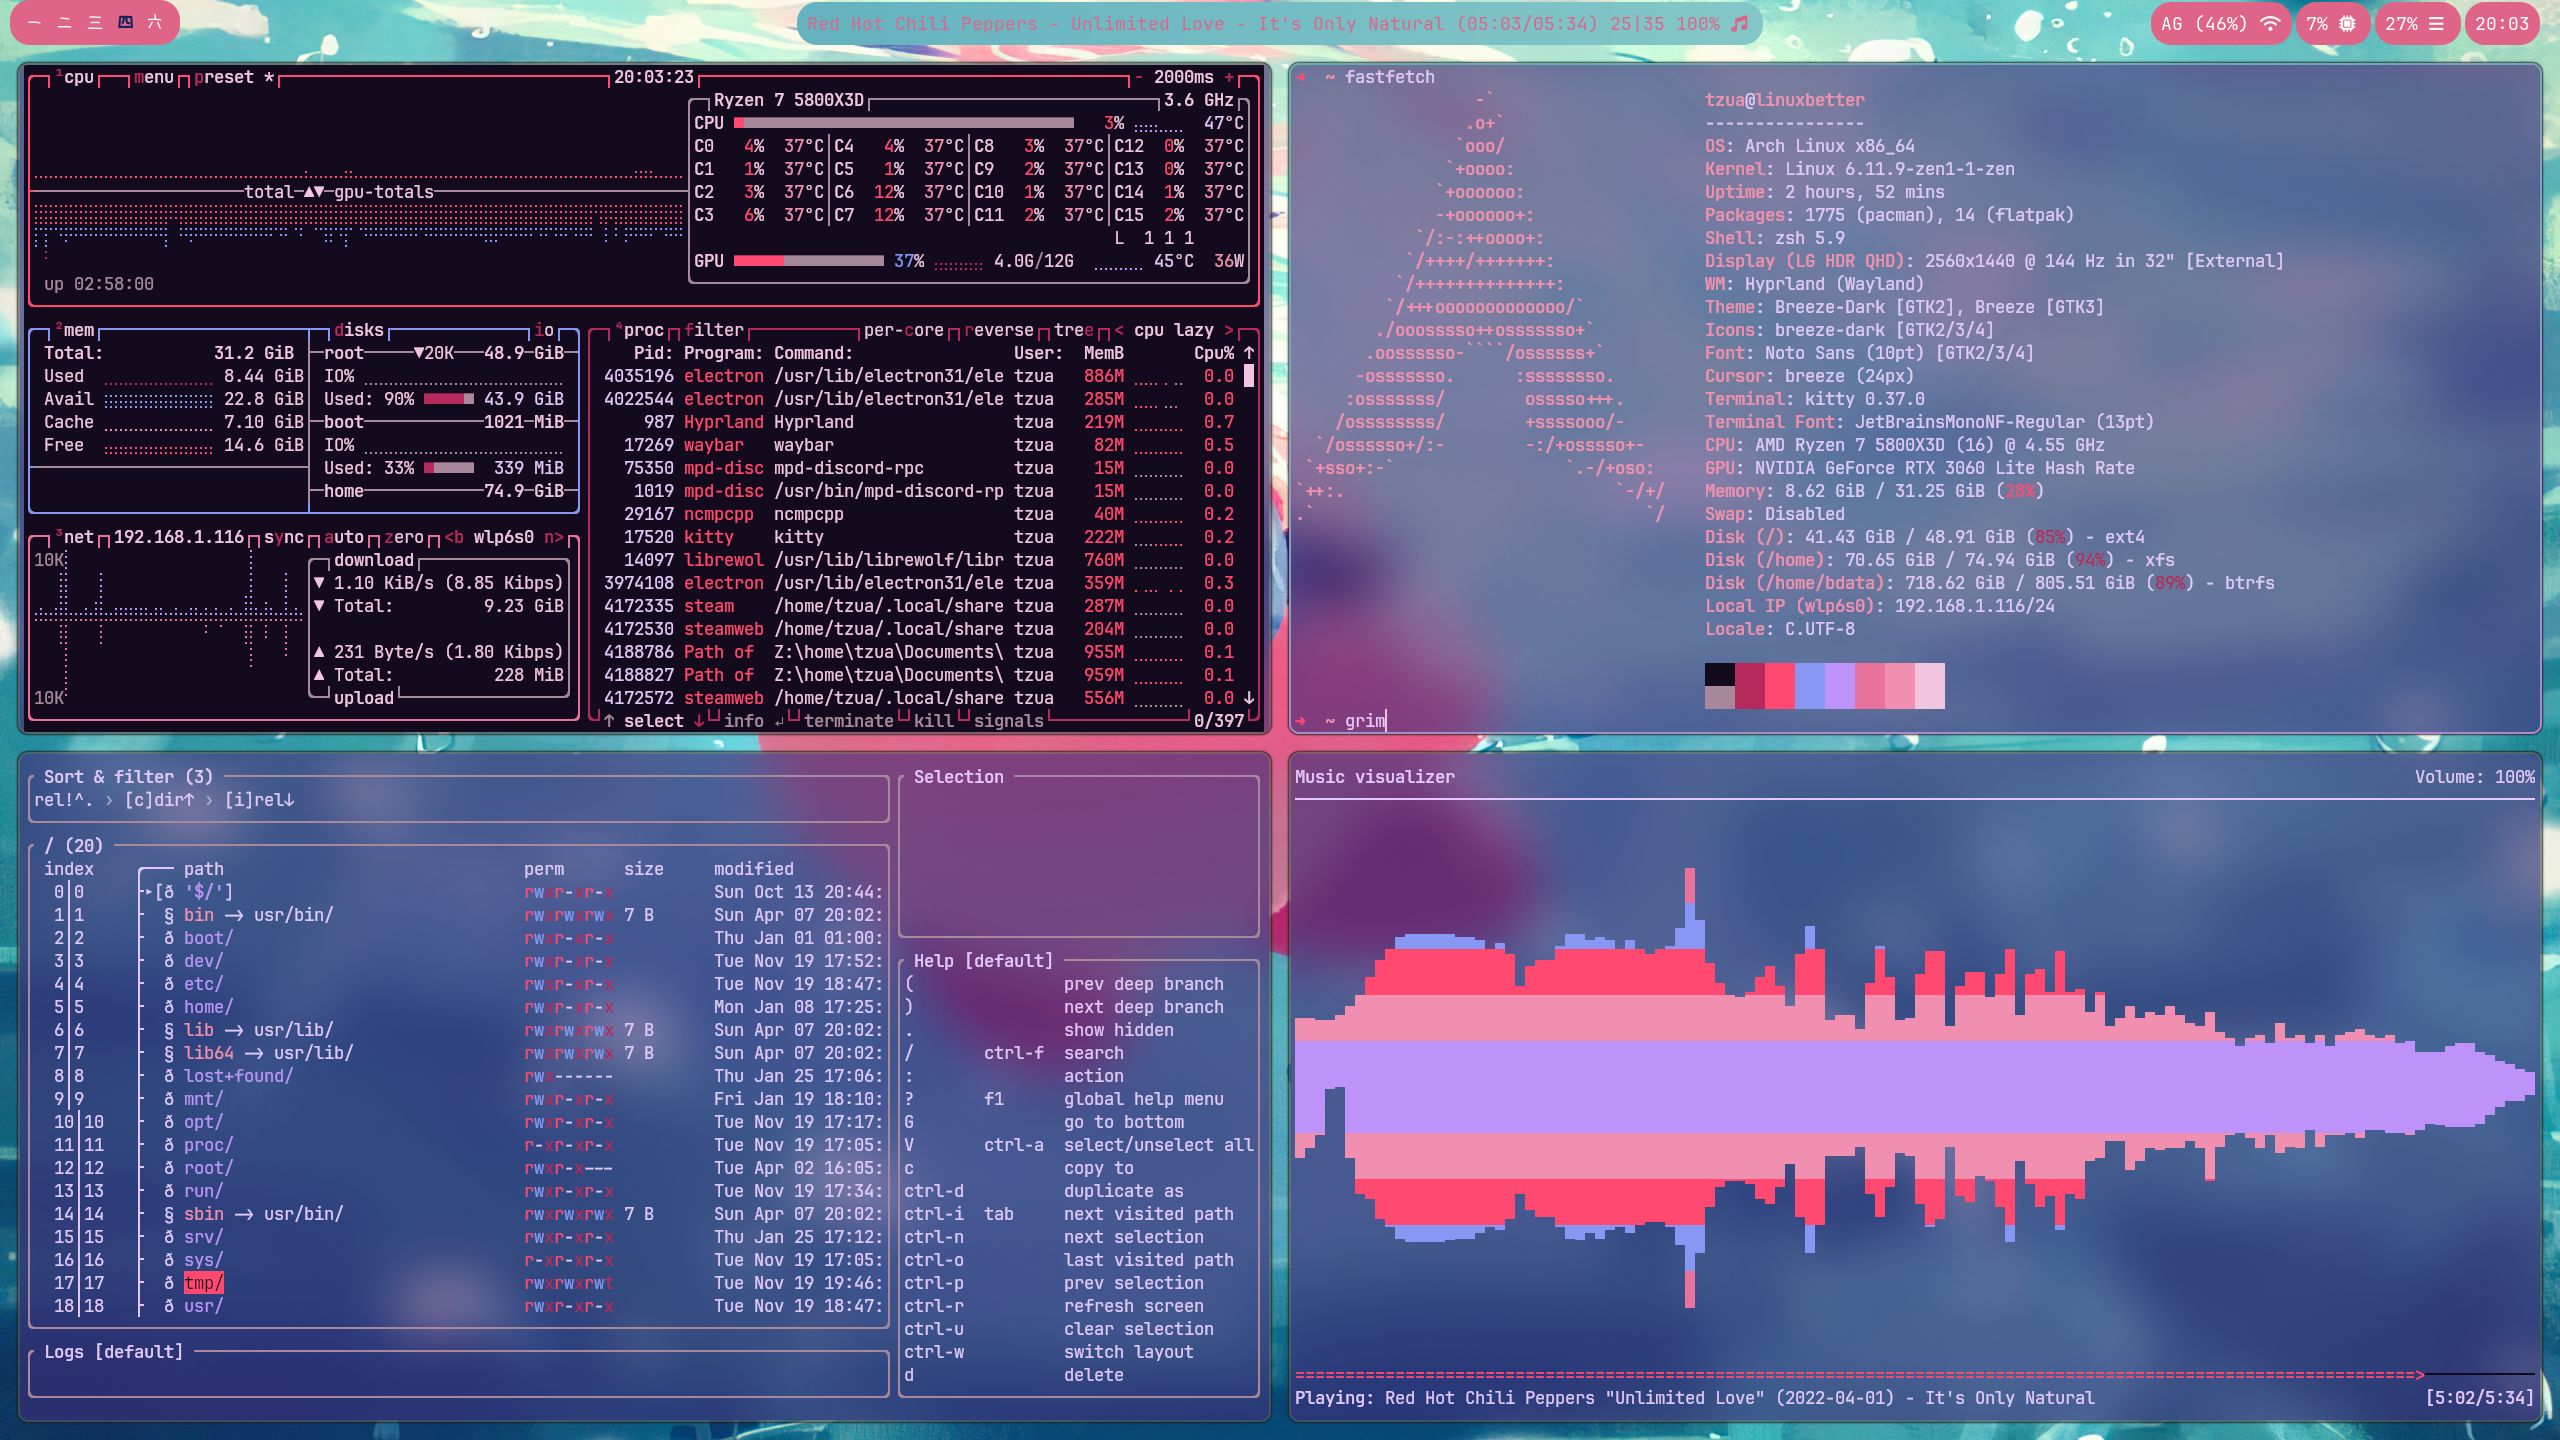 一 二 三 四 六
Red Hot Chili Peppers - Unlimited Love - It's Only Natural (05:03/05:34) 25|35 100%
AG (46%) 7% 27% ☰ 20:03
¹cpu menu preset * 20:03:23 - 2000ms +
Ryzen 7 5800X3D 3.6 GHz
CPU 3% 47°C
C0 4% 37°C C4 4% 37°C C8 3% 37°C C12 0% 37°C
C1 1% 37°C C5 1% 37°C C9 2% 37°C C13 0% 37°C
C2 3% 37°C C6 12% 37°C C10 1% 37°C C14 1% 37°C
C3 6% 37°C C7 12% 37°C C11 2% 37°C C15 2% 37°C
L 1 1 1
GPU 37% 4.0G/12G 45°C 36W
total ▲▼ gpu-totals
up 02:58:00
²mem
Total: 31.2 GiB
Used 8.44 GiB
Avail 22.8 GiB
Cache 7.10 GiB
Free 14.6 GiB
disks io
root ▼20K 48.9 GiB
IO%
Used: 90% 43.9 GiB
boot 1021 MiB
IO%
Used: 33% 339 MiB
home 74.9 GiB
³net 192.168.1.116 sync auto zero <b wlp6s0 n>
10K
10K
download
▼ 1.10 KiB/s (8.85 Kibps)
▼ Total: 9.23 GiB
▲ 231 Byte/s (1.80 Kibps)
▲ Total: 228 MiB
upload
⁴proc filter per-core reverse tree < cpu lazy >
Pid: Program: Command: User: MemB Cpu% ↑
4035196 electron /usr/lib/electron31/ele tzua 886M 0.0
4022544 electron /usr/lib/electron31/ele tzua 285M 0.0
987 Hyprland Hyprland tzua 219M 0.7
17269 waybar waybar tzua 82M 0.5
75350 mpd-disc mpd-discord-rpc tzua 15M 0.0
1019 mpd-disc /usr/bin/mpd-discord-rp tzua 15M 0.0
29167 ncmpcpp ncmpcpp tzua 40M 0.2
17520 kitty kitty tzua 222M 0.2
14097 librewol /usr/lib/librewolf/libr tzua 760M 0.0
3974108 electron /usr/lib/electron31/ele tzua 359M 0.3
4172335 steam /home/tzua/.local/share tzua 287M 0.0
4172530 steamweb /home/tzua/.local/share tzua 204M 0.0
4188786 Path of Z:\home\tzua\Documents\ tzua 955M 0.1
4188827 Path of Z:\home\tzua\Documents\ tzua 959M 0.1
4172572 steamweb /home/tzua/.local/share tzua 556M 0.0 ↓
↑ select ↓ info ↲ terminate kill signals 0/397
➜ ~ fastfetch
-`
.o+`
`ooo/
`+oooo:
`+oooooo:
-+oooooo+:
`/:-:++oooo+:
`/++++/+++++++:
`/++++++++++++++:
`/+++ooooooooooooo/`
./ooosssso++osssssso+`
.oossssso-````/ossssss+`
-osssssso. :ssssssso.
:osssssss/ osssso+++.
/ossssssss/ +ssssooo/-
`/ossssso+/:- -:/+osssso+-
`+sso+:-` `.-/+oso:
`++:. `-/+/
.` `/
tzua@linuxbetter
----------------
OS: Arch Linux x86_64
Kernel: Linux 6.11.9-zen1-1-zen
Uptime: 2 hours, 52 mins
Packages: 1775 (pacman), 14 (flatpak)
Shell: zsh 5.9
Display (LG HDR QHD): 2560x1440 @ 144 Hz in 32" [External]
WM: Hyprland (Wayland)
Theme: Breeze-Dark [GTK2], Breeze [GTK3]
Icons: breeze-dark [GTK2/3/4]
Font: Noto Sans (10pt) [GTK2/3/4]
Cursor: breeze (24px)
Terminal: kitty 0.37.0
Terminal Font: JetBrainsMonoNF-Regular (13pt)
CPU: AMD Ryzen 7 5800X3D (16) @ 4.55 GHz
GPU: NVIDIA GeForce RTX 3060 Lite Hash Rate
Memory: 8.62 GiB / 31.25 GiB (28%)
Swap: Disabled
Disk (/): 41.43 GiB / 48.91 GiB (85%) - ext4
Disk (/home): 70.65 GiB / 74.94 GiB (94%) - xfs
Disk (/home/bdata): 718.62 GiB / 805.51 GiB (89%) - btrfs
Local IP (wlp6s0): 192.168.1.116/24
Locale: C.UTF-8
➜ ~ grim
Sort & filter (3)
rel!^. › [c]dir↑ › [i]rel↓
/ (20)
index path perm size modified
0 0 ▸[ð '$/'] rwxr-xr-x Sun Oct 13 20:44:
1 1 § bin -> usr/bin/ rwxrwxrwx 7 B Sun Apr 07 20:02:
2 2 ð boot/ rwxr-xr-x Thu Jan 01 01:00:
3 3 ð dev/ rwxr-xr-x Tue Nov 19 17:52:
4 4 ð etc/ rwxr-xr-x Tue Nov 19 18:47:
5 5 ð home/ rwxr-xr-x Mon Jan 08 17:25:
6 6 § lib -> usr/lib/ rwxrwxrwx 7 B Sun Apr 07 20:02:
7 7 § lib64 -> usr/lib/ rwxrwxrwx 7 B Sun Apr 07 20:02:
8 8 ð lost+found/ rwx------ Thu Jan 25 17:06:
9 9 ð mnt/ rwxr-xr-x Fri Jan 19 18:10:
10 10 ð opt/ rwxr-xr-x Tue Nov 19 17:17:
11 11 ð proc/ r-xr-xr-x Tue Nov 19 17:05:
12 12 ð root/ rwxr-x--- Tue Apr 02 16:05:
13 13 ð run/ rwxr-xr-x Tue Nov 19 17:34:
14 14 § sbin -> usr/bin/ rwxrwxrwx 7 B Sun Apr 07 20:02:
15 15 ð srv/ rwxr-xr-x Thu Jan 25 17:12:
16 16 ð sys/ r-xr-xr-x Tue Nov 19 17:05:
17 17 ð tmp/ rwxrwxrwt Tue Nov 19 19:46:
18 18 ð usr/ rwxr-xr-x Tue Nov 19 18:47:
Logs [default]
Selection
Help [default]
( prev deep branch
) next deep branch
. show hidden
/ ctrl-f search
: action
? f1 global help menu
G go to bottom
V ctrl-a select/unselect all
c copy to
ctrl-d duplicate as
ctrl-i tab next visited path
ctrl-n next selection
ctrl-o last visited path
ctrl-p prev selection
ctrl-r refresh screen
ctrl-u clear selection
ctrl-w switch layout
d delete
Music visualizer Volume: 100%
Playing: Red Hot Chili Peppers "Unlimited Love" (2022-04-01) - It's Only Natural [5:02/5:34]